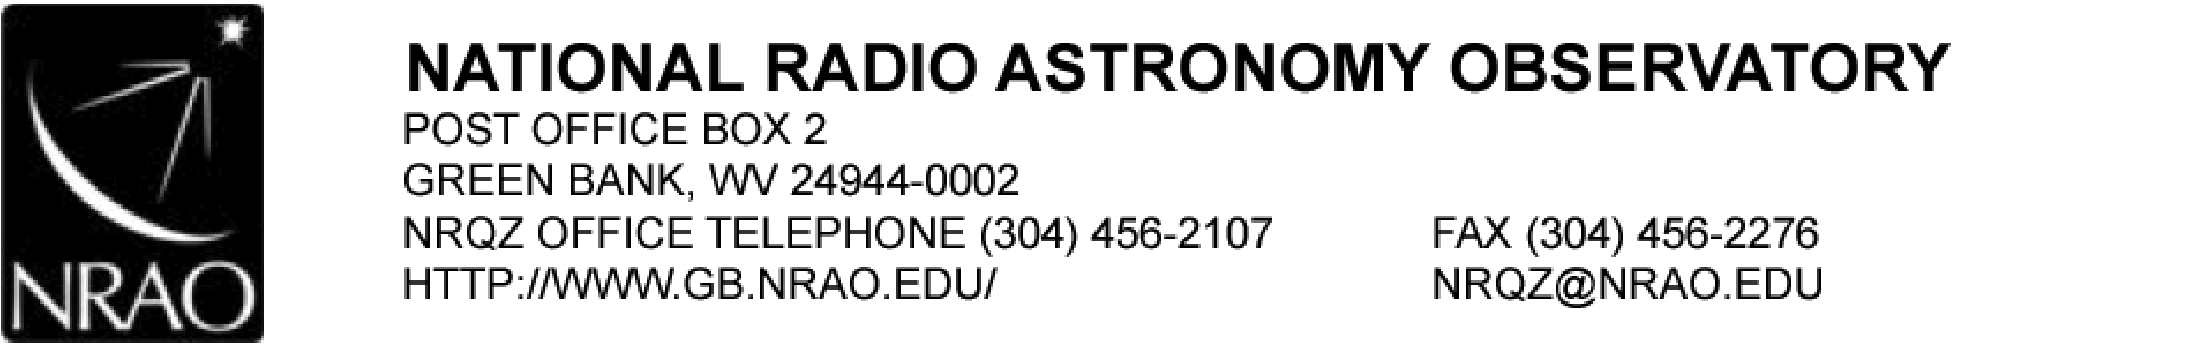 NRAO
NATIONAL RADIO ASTRONOMY OBSERVATORY
POST OFFICE BOX 2
GREEN BANK, WV 24944-0002
NRQZ OFFICE TELEPHONE (304) 456-2107 FAX (304) 456-2276
HTTP://WWW.GB.NRAO.EDU/ NRQZ@NRAO.EDU